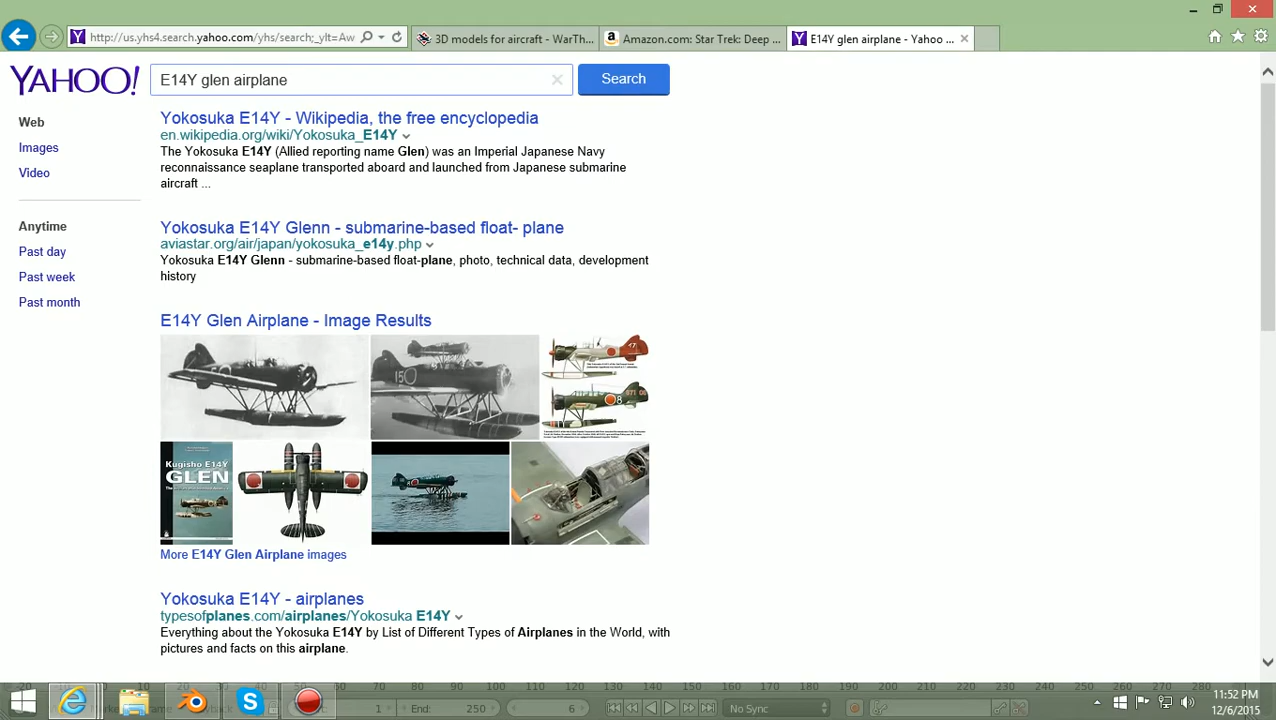 http://us.yhs4.search.yahoo.com/yhs/search;_ylt=Aw
3D models for aircraft - WarTh...
Amazon.com: Star Trek: Deep ...
E14Y glen airplane - Yahoo ...
YAHOO!
E14Y glen airplane
Search
Web
Images
Video
Anytime
Past day
Past week
Past month
Yokosuka E14Y - Wikipedia, the free encyclopedia
en.wikipedia.org/wiki/Yokosuka_E14Y
The Yokosuka E14Y (Allied reporting name Glen) was an Imperial Japanese Navy
reconnaissance seaplane transported aboard and launched from Japanese submarine
aircraft ...
Yokosuka E14Y Glenn - submarine-based float- plane
aviastar.org/air/japan/yokosuka_e14y.php
Yokosuka E14Y Glenn - submarine-based float-plane, photo, technical data, development
history
E14Y Glen Airplane - Image Results
Kugisho E14Y
GLEN
More E14Y Glen Airplane images
Yokosuka E14Y - airplanes
typesofplanes.com/airplanes/Yokosuka E14Y
Everything about the Yokosuka E14Y by List of Different Types of Airplanes in the World, with
pictures and facts on this airplane.
1
End: 250
6
No Sync
11:52 PM
12/6/2015